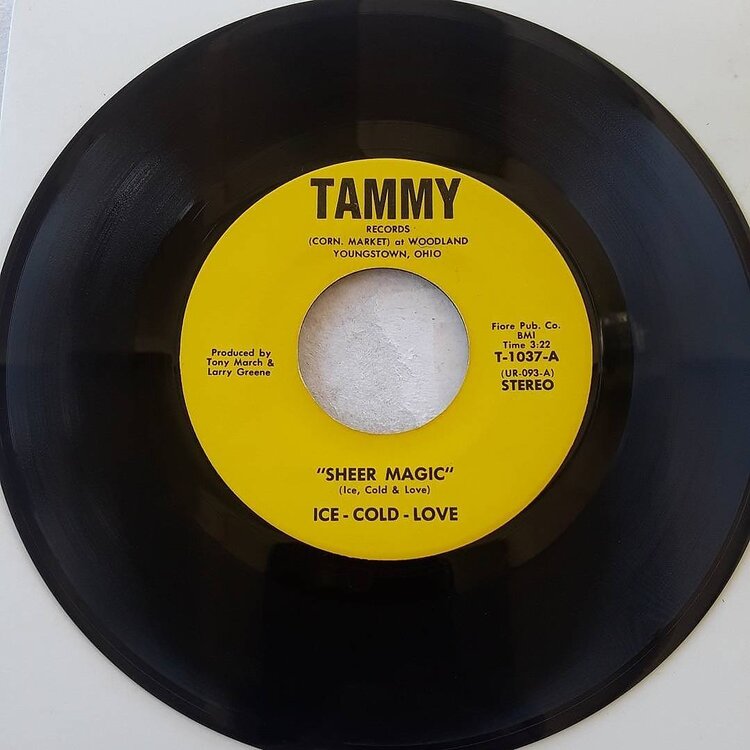 TAMMY
RECORDS
(CORN. MARKET) at WOODLAND
YOUNGSTOWN, OHIO
Produced by
Tony March &
Larry Greene
Fiore Pub. Co.
BMI
Time 3:22
T-1037-A
(UR-093-A)
STEREO
"SHEER MAGIC"
(Ice, Cold & Love)
ICE - COLD - LOVE